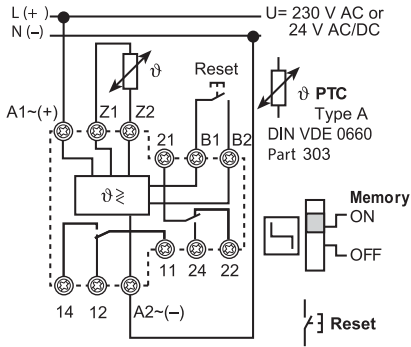 L (+)
U= 230 V AC or
N (–)
24 V AC/DC
ϑ
Reset
ϑ PTC
A1~(+) Z1 Z2
Type A
21 B1 B2
DIN VDE 0660
Part 303
ϑ ≷
Memory
ON
OFF
11 24 22
14 12 A2~(–)
Reset